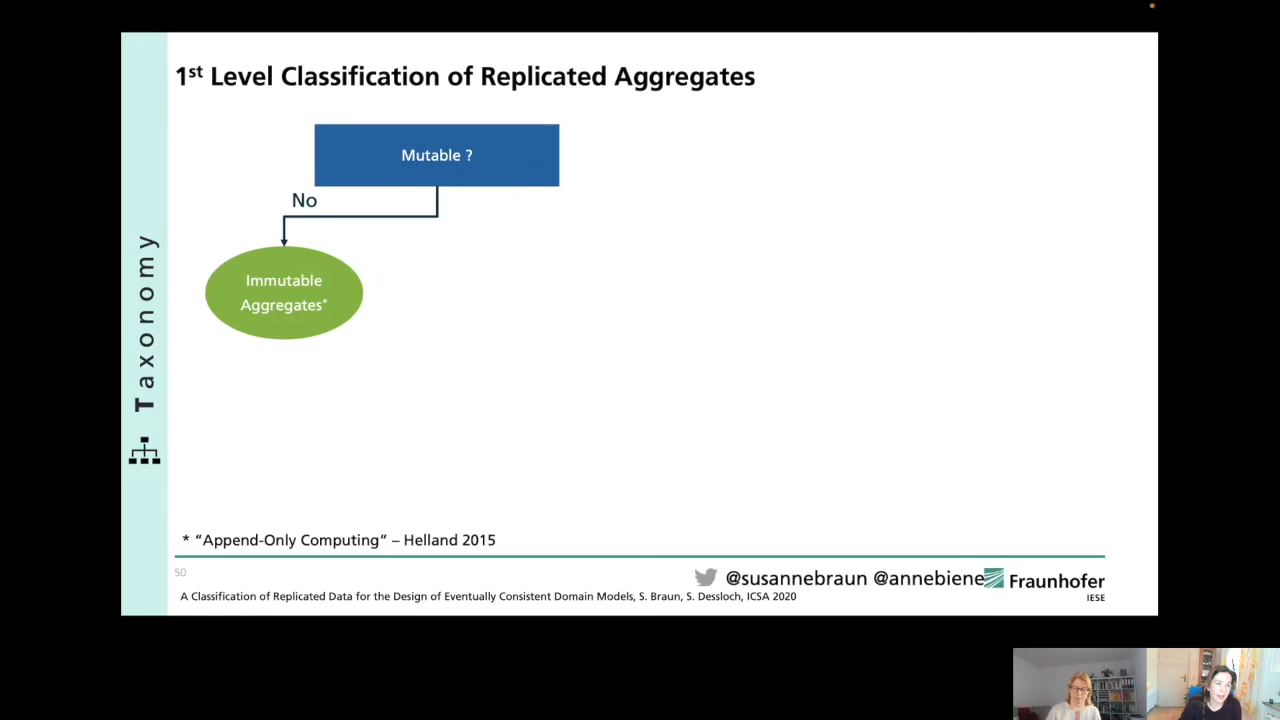 1st Level Classification of Replicated Aggregates
Mutable ?
No
Immutable
Aggregates*
Taxonomy
* “Append-Only Computing” – Helland 2015
50
@susannebraun @annebiene
Fraunhofer
IESE
A Classification of Replicated Data for the Design of Eventually Consistent Domain Models, S. Braun, S. Dessloch, ICSA 2020